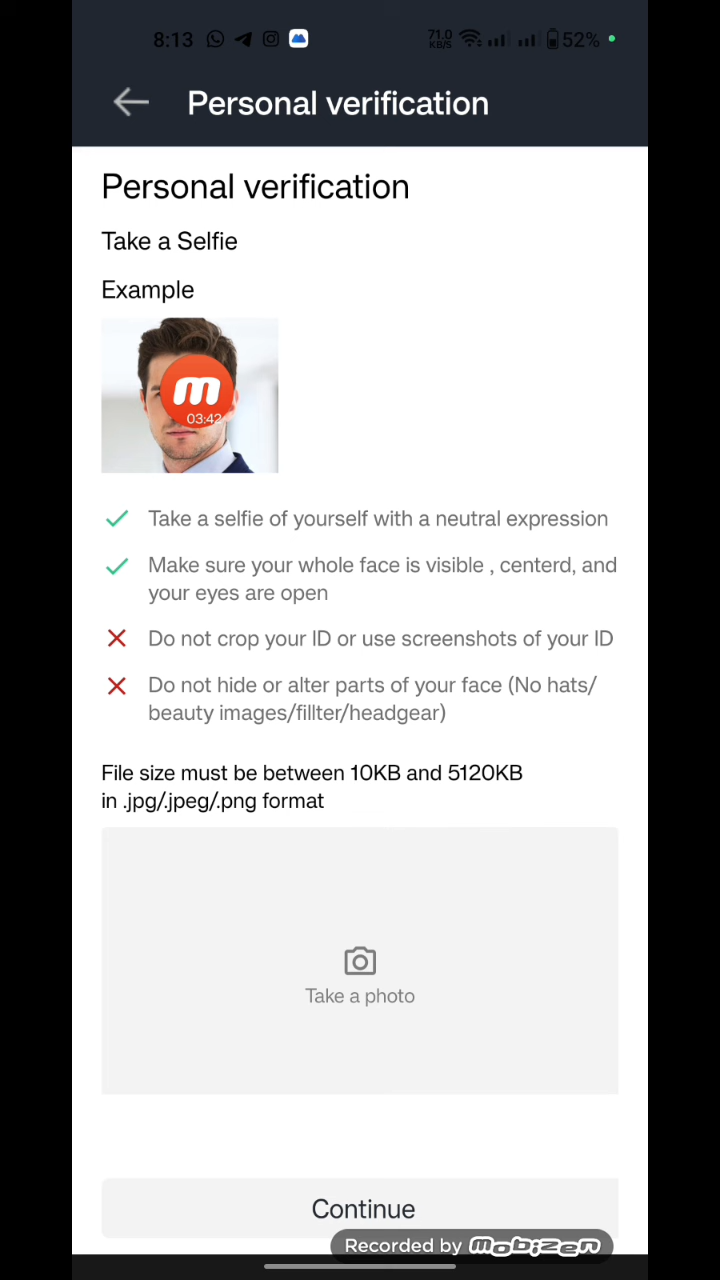 8:13
71.0
KB/S
52%
Personal verification
Personal verification
Take a Selfie
Example
m
03:42
Take a selfie of yourself with a neutral expression
Make sure your whole face is visible , centerd, and
your eyes are open
Do not crop your ID or use screenshots of your ID
Do not hide or alter parts of your face (No hats/
beauty images/fillter/headgear)
File size must be between 10KB and 5120KB
in .jpg/.jpeg/.png format
Take a photo
Continue
Recorded by mobizen